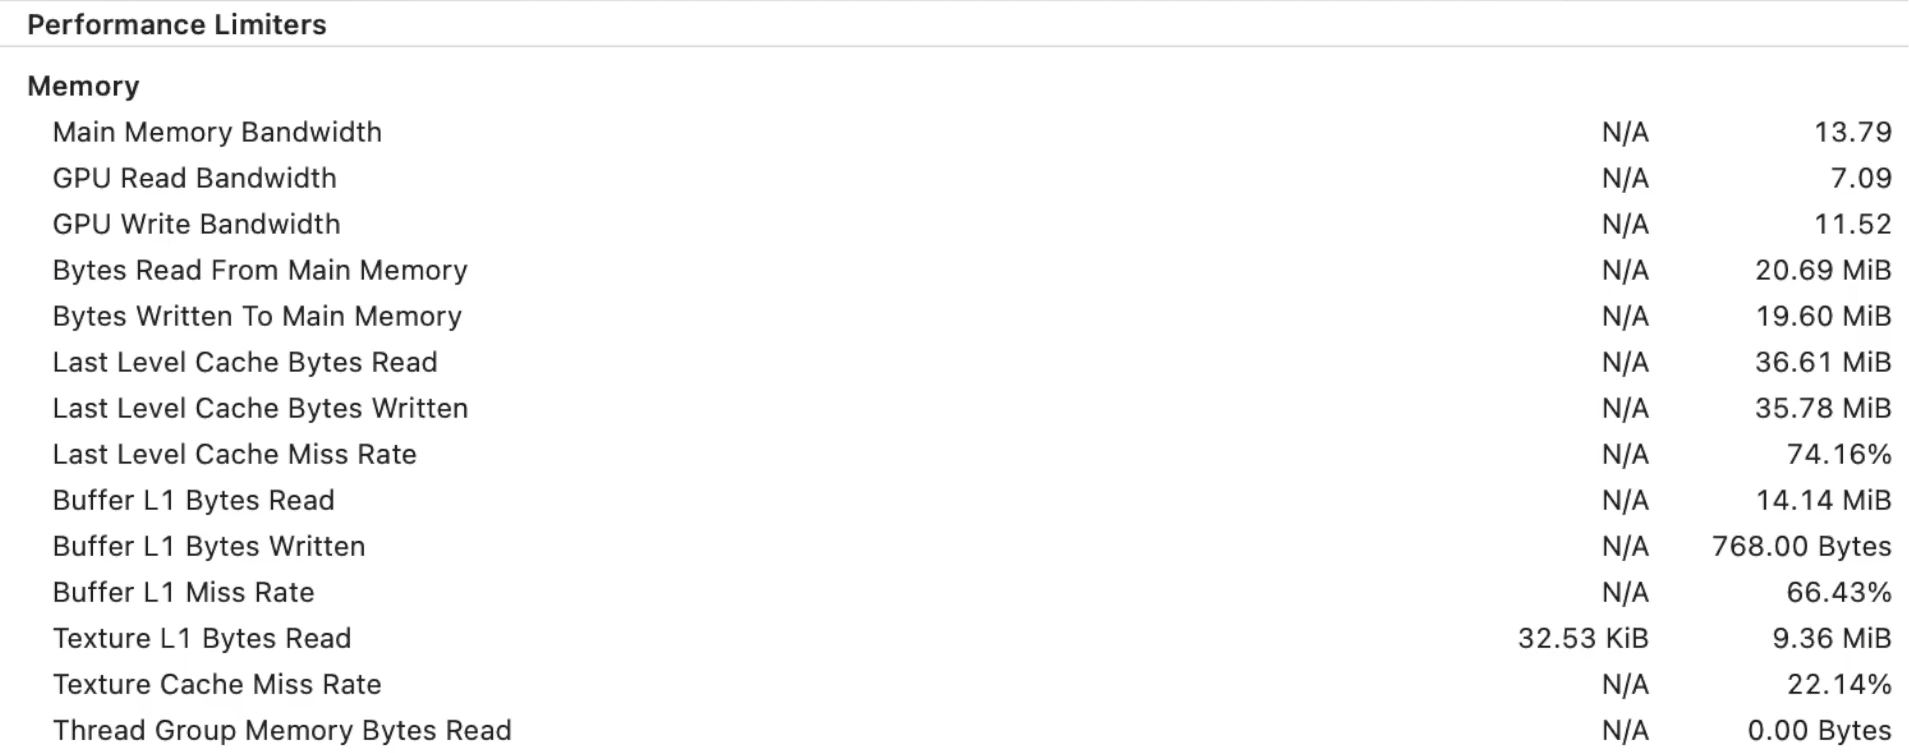 Performance Limiters
Memory
Main Memory Bandwidth N/A 13.79
GPU Read Bandwidth N/A 7.09
GPU Write Bandwidth N/A 11.52
Bytes Read From Main Memory N/A 20.69 MiB
Bytes Written To Main Memory N/A 19.60 MiB
Last Level Cache Bytes Read N/A 36.61 MiB
Last Level Cache Bytes Written N/A 35.78 MiB
Last Level Cache Miss Rate N/A 74.16%
Buffer L1 Bytes Read N/A 14.14 MiB
Buffer L1 Bytes Written N/A 768.00 Bytes
Buffer L1 Miss Rate N/A 66.43%
Texture L1 Bytes Read 32.53 KiB 9.36 MiB
Texture Cache Miss Rate N/A 22.14%
Thread Group Memory Bytes Read N/A 0.00 Bytes